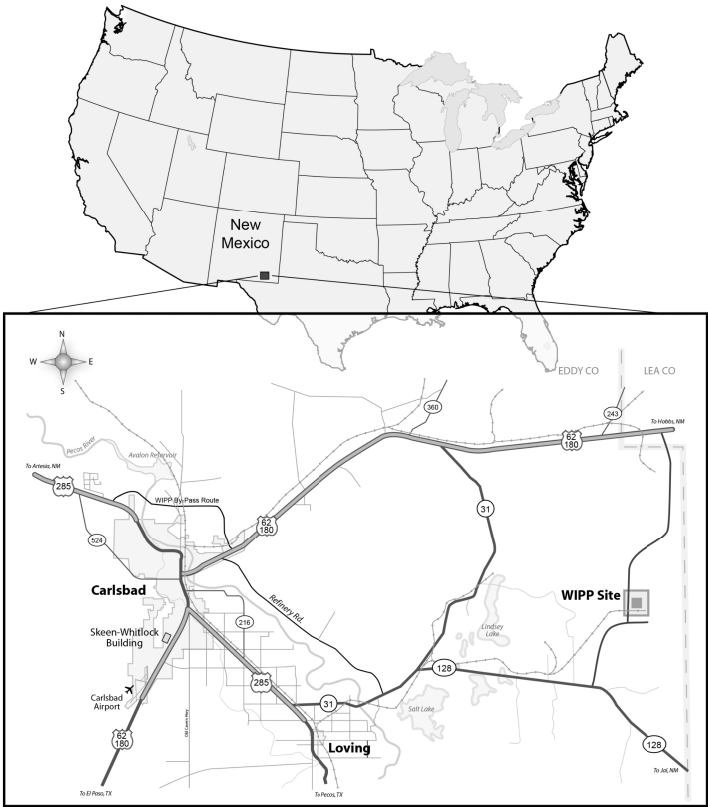 New
Mexico
EDDY CO
LEA CO
N
W
E
S
360
243
To Hobbs, NM
62
180
Pecos River
Avalon Reservoir
To Artesia, NM
285
WIPP By-Pass Route
31
62
180
524
Carlsbad
Refinery Rd.
WIPP Site
216
Lindsey
Lake
Skeen-Whitlock
Building
128
285
Carlsbad
Airport
31
Salt Lake
Old Cavern Hwy
62
180
Loving
128
To Jal, NM
To El Paso, TX
To Pecos, TX